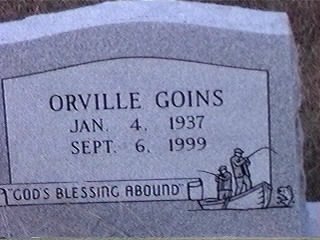 ORVILLE GOINS
JAN. 4, 1937
SEPT. 6, 1999
"GOD'S BLESSING ABOUND"